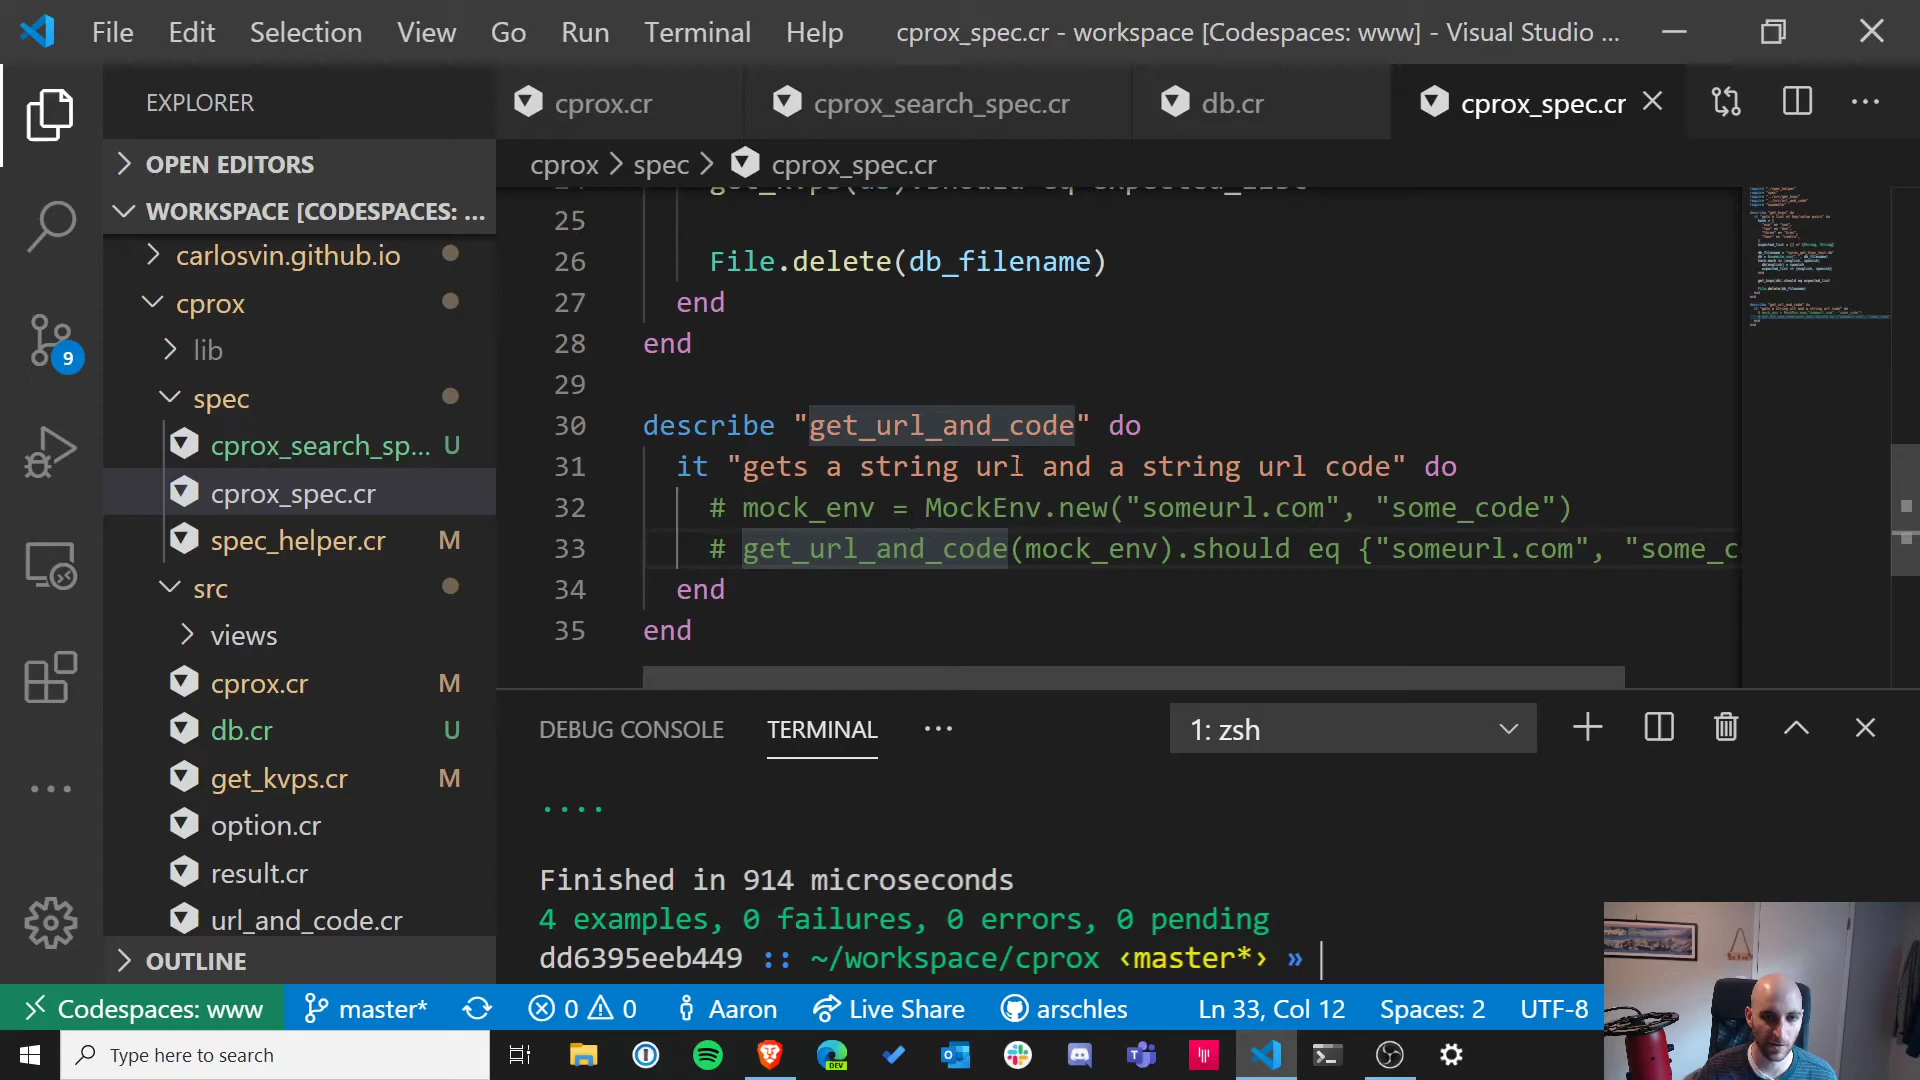 File Edit Selection View Go Run Terminal Help cprox_spec.cr - workspace [Codespaces: www] - Visual Studio ...
EXPLORER
cprox.cr cprox_search_spec.cr db.cr cprox_spec.cr
OPEN EDITORS
cprox > spec > cprox_spec.cr
WORKSPACE [CODESPACES: ...
carlosvin.github.io
cprox
lib
spec
cprox_search_sp... U
cprox_spec.cr
spec_helper.cr M
src
views
cprox.cr M
db.cr U
get_kvps.cr M
option.cr
result.cr
url_and_code.cr
OUTLINE
9
25
26 File.delete(db_filename)
27 end
28 end
29
30 describe "get_url_and_code" do
31 it "gets a string url and a string url code" do
32 # mock_env = MockEnv.new("someurl.com", "some_code")
33 # get_url_and_code(mock_env).should eq {"someurl.com", "some_c
34 end
35 end
DEBUG CONSOLE TERMINAL ... 1: zsh
....
Finished in 914 microseconds
4 examples, 0 failures, 0 errors, 0 pending
dd6395eeb449 :: ~/workspace/cprox ‹master*› »
Codespaces: www master* 0 0 Aaron Live Share arschles Ln 33, Col 12 Spaces: 2 UTF-8
Type here to search
DEV